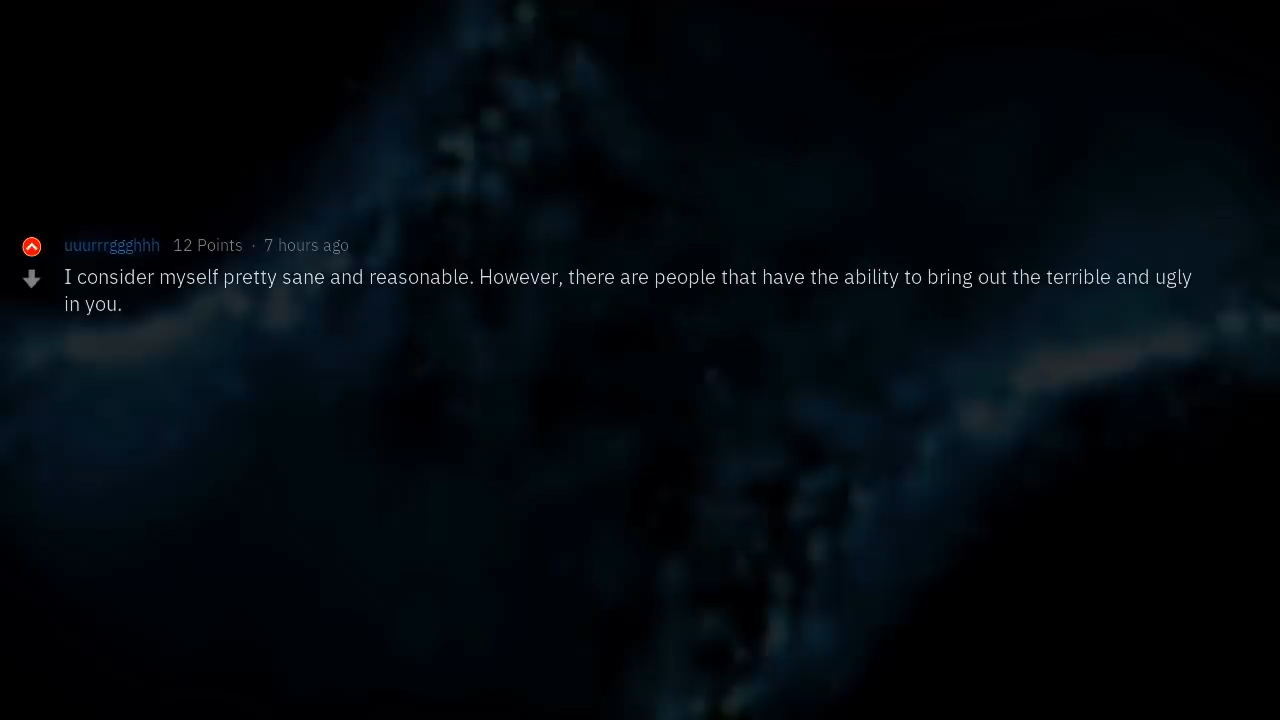 uuurrrggghhh 12 Points · 7 hours ago
I consider myself pretty sane and reasonable. However, there are people that have the ability to bring out the terrible and ugly
in you.